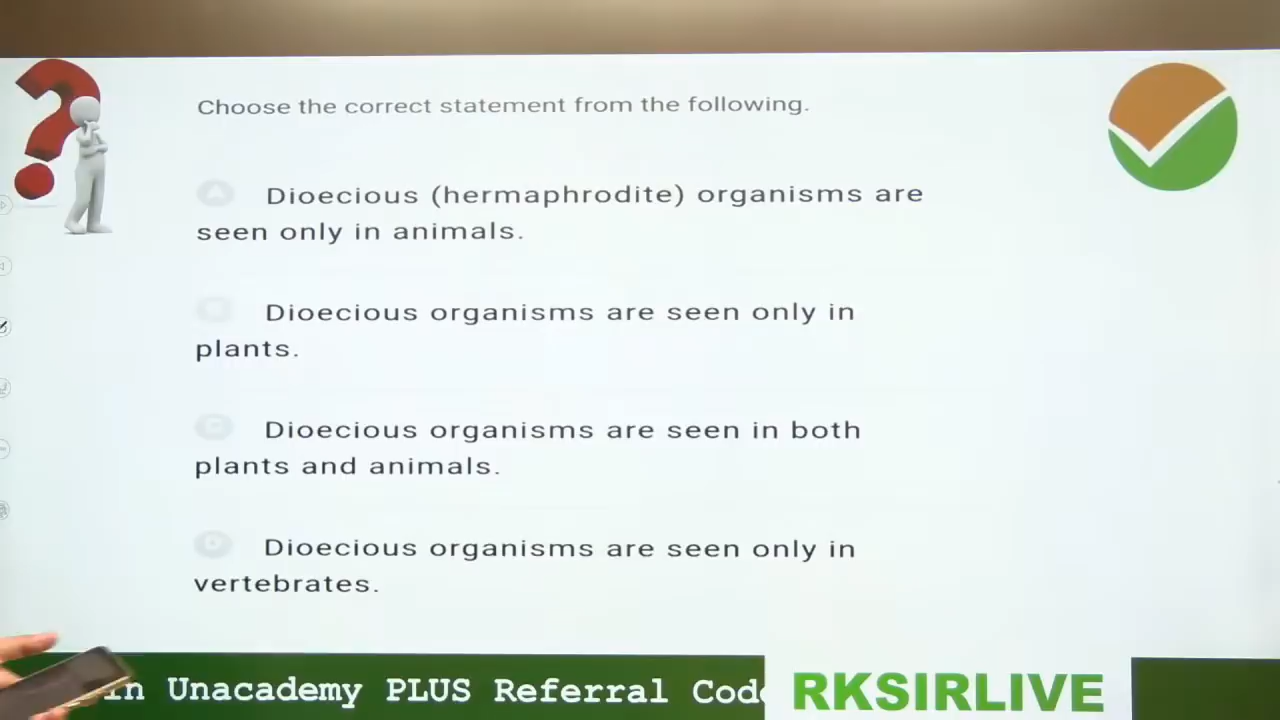 Choose the correct statement from the following.
A Dioecious (hermaphrodite) organisms are
seen only in animals.
Dioecious organisms are seen only in
plants.
C Dioecious organisms are seen in both
plants and animals.
D Dioecious organisms are seen only in
vertebrates.
in Unacademy PLUS Referral Code
RKSIRLIVE